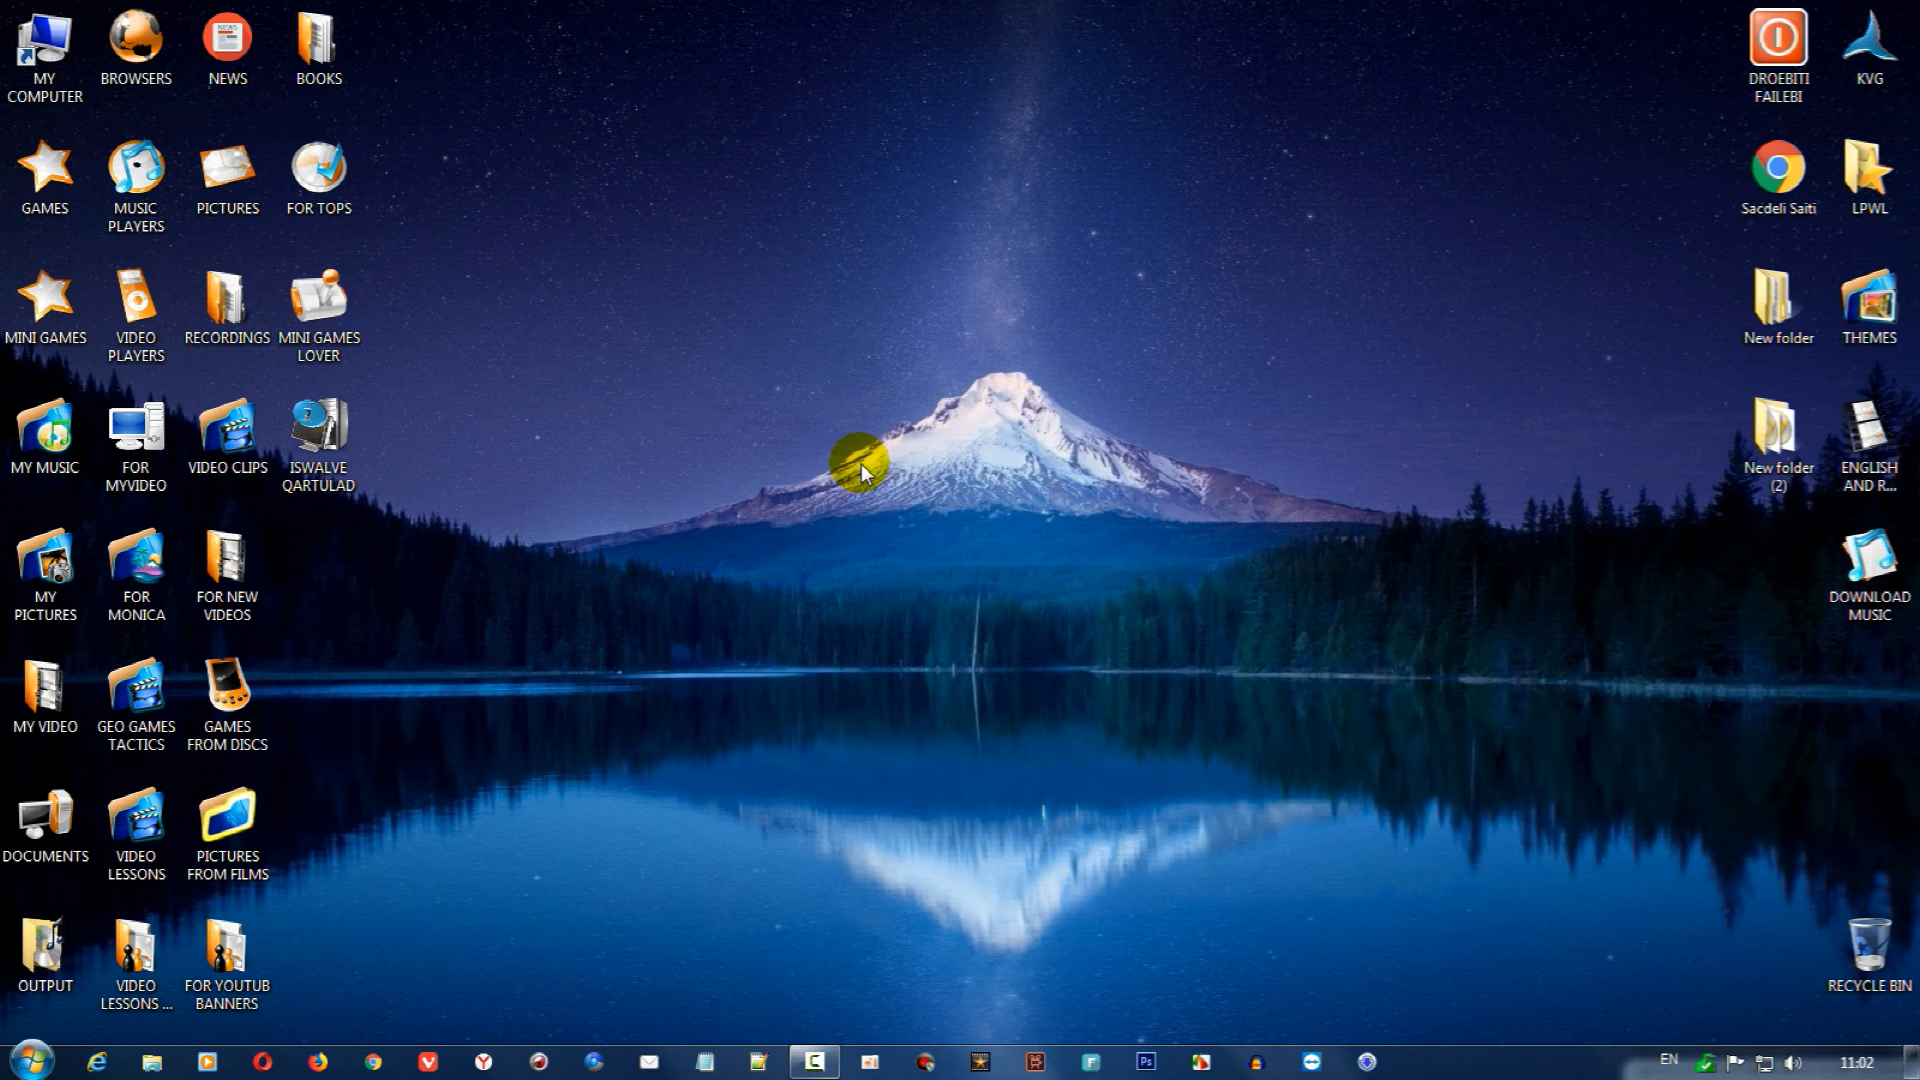 MY
COMPUTER
BROWSERS
NEWS
NEWS
BOOKS
DROEBITI
FAILEBI
KVG
GAMES
MUSIC
PLAYERS
PICTURES
FOR TOPS
Sacdeli Saiti
LPWL
MINI GAMES
VIDEO
PLAYERS
RECORDINGS
MINI GAMES
LOVER
New folder
THEMES
MY MUSIC
FOR
MYVIDEO
VIDEO CLIPS
ISWALVE
QARTULAD
New folder
(2)
ENGLISH
AND R...
MY
PICTURES
FOR
MONICA
FOR NEW
VIDEOS
DOWNLOAD
MUSIC
MY VIDEO
GEO GAMES
TACTICS
GAMES
FROM DISCS
DOCUMENTS
VIDEO
LESSONS
PICTURES
FROM FILMS
OUTPUT
VIDEO
LESSONS ...
FOR YOUTUB
BANNERS
RECYCLE BIN
Ps
EN
11:02